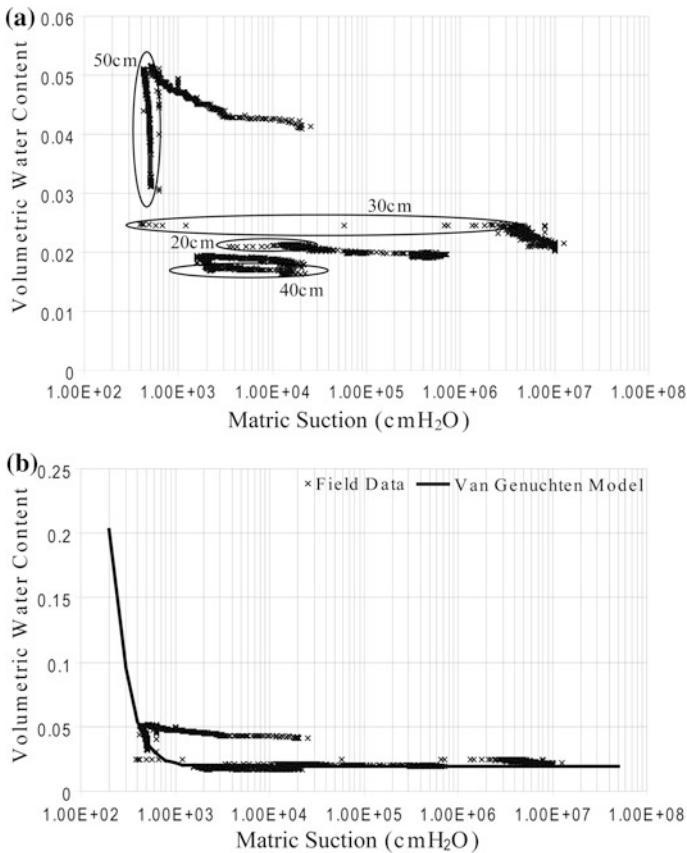 (a)
0.06
0.05
0.04
0.03
0.02
0.01
0
Volumetric Water Content
50cm
30cm
20cm
40cm
1.00E+02 1.00E+03 1.00E+04 1.00E+05 1.00E+06 1.00E+07 1.00E+08
Matric Suction (cmH₂O)
(b)
0.25
0.2
0.15
0.1
0.05
0
Volumetric Water Content
× Field Data — Van Genuchten Model
1.00E+02 1.00E+03 1.00E+04 1.00E+05 1.00E+06 1.00E+07 1.00E+08
Matric Suction (cmH₂O)